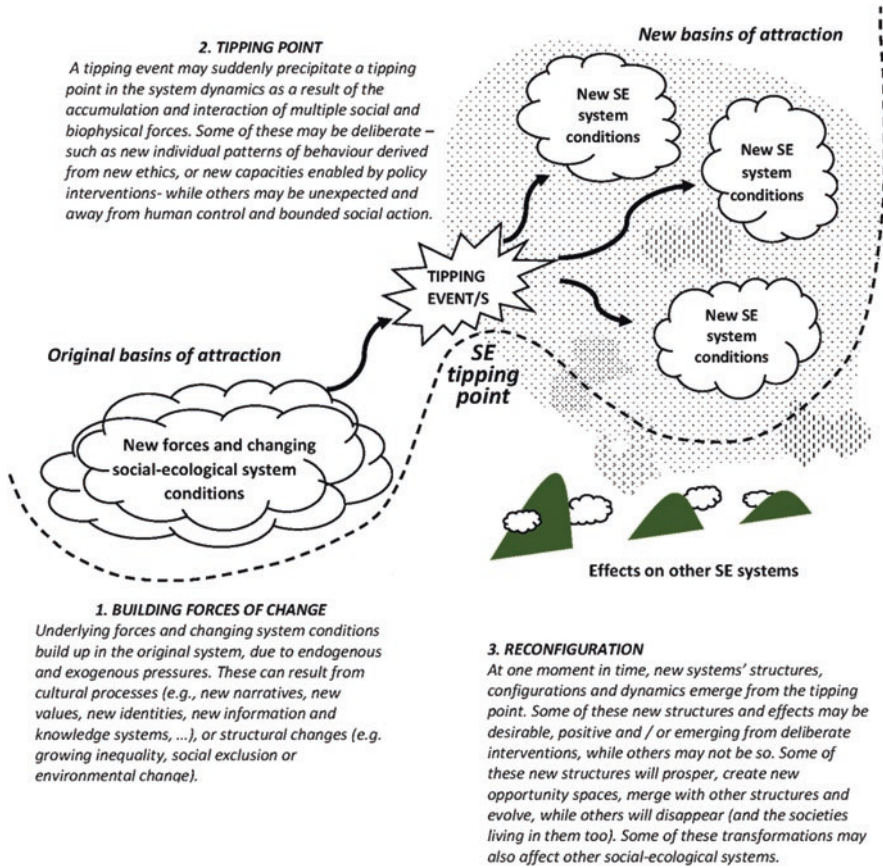 2. TIPPING POINT
A tipping event may suddenly precipitate a tipping
point in the system dynamics as a result of the
accumulation and interaction of multiple social and
biophysical forces. Some of these may be deliberate –
such as new individual patterns of behaviour derived
from new ethics, or new capacities enabled by policy
interventions- while others may be unexpected and
away from human control and bounded social action.
New basins of attraction
New SE
system
conditions
New SE
system
conditions
New SE
system
conditions
TIPPING
EVENT/S
SE
tipping
point
Original basins of attraction
New forces and changing
social-ecological system
conditions
Effects on other SE systems
1. BUILDING FORCES OF CHANGE
Underlying forces and changing system conditions
build up in the original system, due to endogenous
and exogenous pressures. These can result from
cultural processes (e.g., new narratives, new
values, new identities, new information and
knowledge systems, ...), or structural changes (e.g.
growing inequality, social exclusion or
environmental change).
3. RECONFIGURATION
At one moment in time, new systems' structures,
configurations and dynamics emerge from the tipping
point. Some of these new structures and effects may be
desirable, positive and / or emerging from deliberate
interventions, while others may not be so. Some of
these new structures will prosper, create new
opportunity spaces, merge with other structures and
evolve, while others will disappear (and the societies
living in them too). Some of these transformations may
also affect other social-ecological systems.